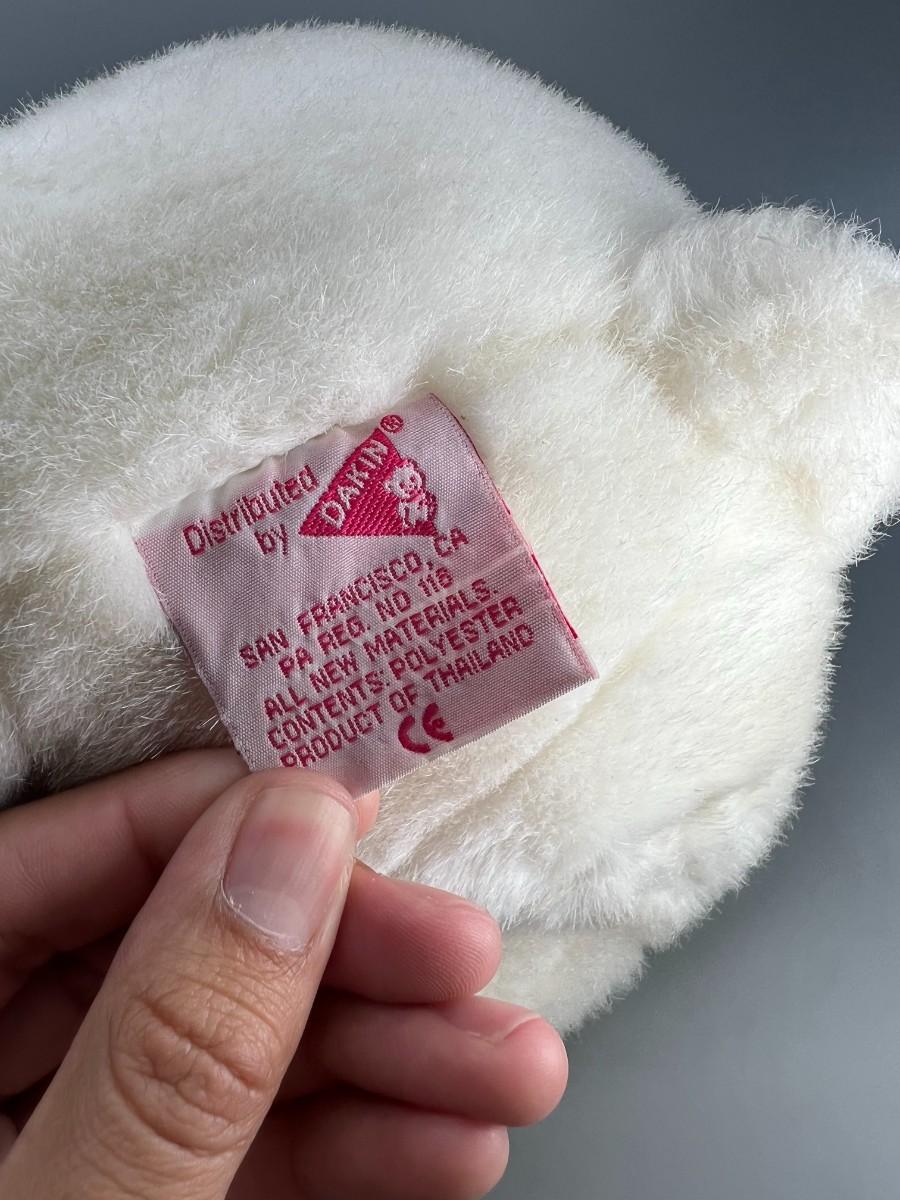 Distributed
by DAKIN®
SAN FRANCISCO, CA
PA REG. NO 118
ALL NEW MATERIALS.
CONTENTS: POLYESTER
PRODUCT OF THAILAND
CE